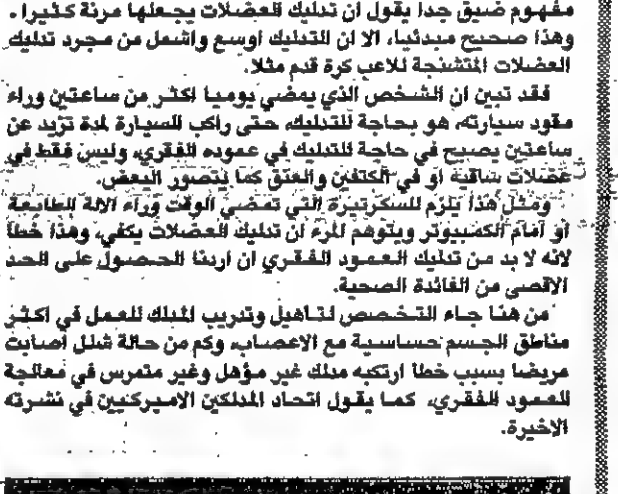 مفهوم ضيق جدا يقول ان تدليك العضلات يجعلها مرنة كثيرا.
وهذا صحيح مبدئيا، الا ان التدليك اوسع واشمل من مجرد تدليك
العضلات المتشنجة للاعب كرة قدم مثلا.
فقد تبين ان الشخص الذي يمضي يوميا اكثر من ساعتين وراء
مقود سيارته، هو بحاجة للتدليك، حتى راكب السيارة لمدة تزيد عن
ساعتين يصبح في حاجة للتدليك في عموده الفقري، وليس فقط في
عضلات ساقيه او في الكتفين والعنق كما يتصور البعض.
ومثل هذا يلزم للسكرتيرة التي تمضي الوقت وراء الالة الطابعة
او امام الكمبيوتر ويتوهم المرء ان تدليك العضلات يكفي، وهذا خطأ
لانه لا بد من تدليك العمود الفقري ان اردنا الحصول على الحد
الاقصى من الفائدة الصحية.
من هنا جاء التخصص لتاهيل وتدريب المدلك للعمل في اكثر
مناطق الجسم حساسية مع الاعصاب، وكم من حالة شلل اصابت
مريضا بسبب خطا ارتكبه مدلك غير مؤهل وغير متمرس في معالجة
العمود الفقري، كما يقول اتحاد المدلكين الاميركيين في نشرته
الاخيرة.